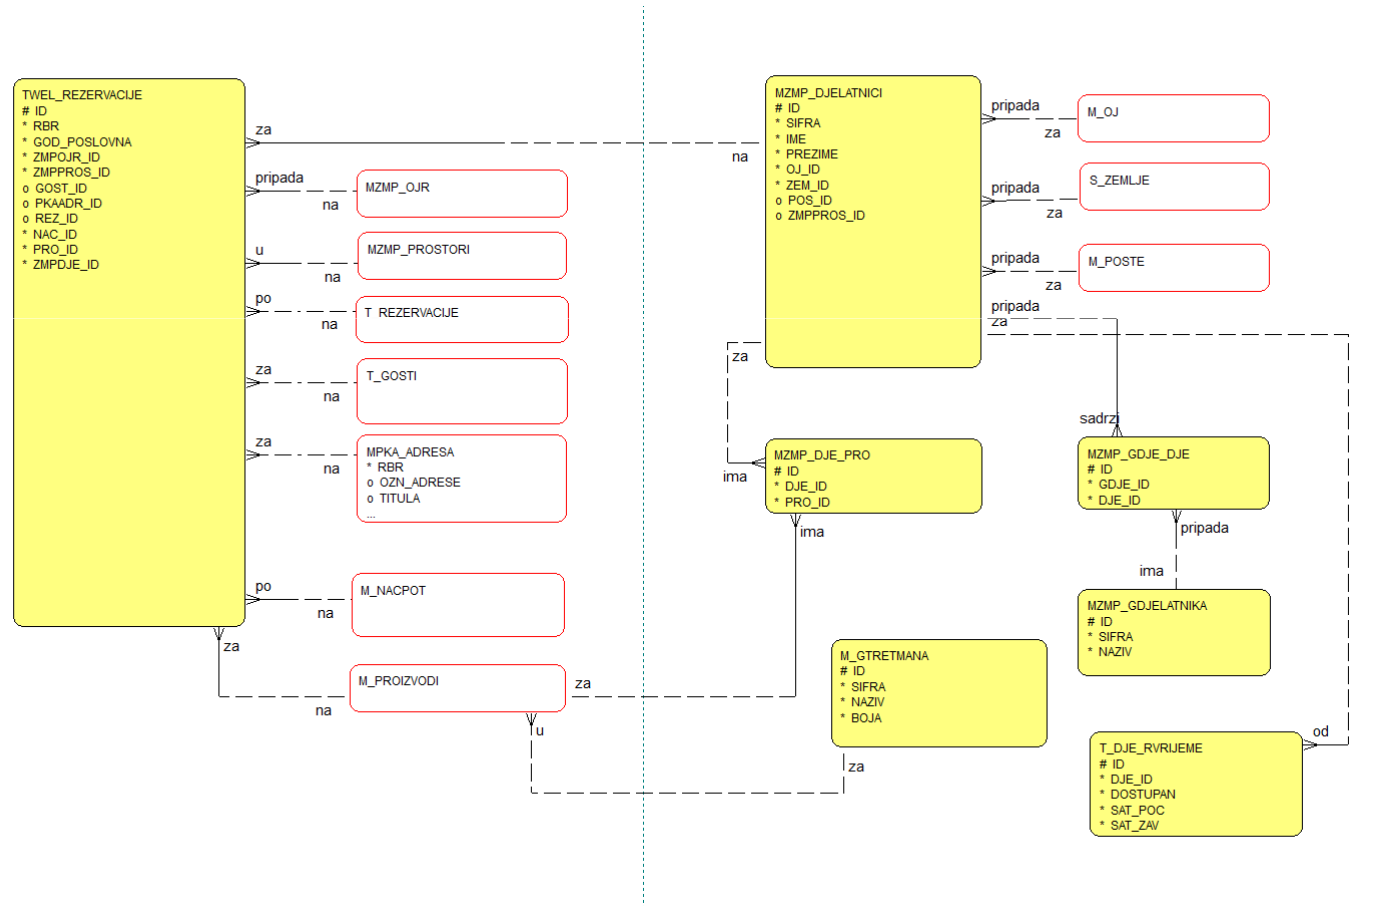 TWEL_REZERVACIJE
# ID
* RBR
* GOD_POSLOVNA
* ZMPOJR_ID
* ZMPPROS_ID
o GOST_ID
o PKAADR_ID
o REZ_ID
* NAC_ID
* PRO_ID
* ZMPDJE_ID
za
na
pripada
na
MZMP_OJR
u
na
MZMP_PROSTORI
po
na
T_REZERVACIJE
za
na
T_GOSTI
za
na
MPKA_ADRESA
* RBR
o OZN_ADRESE
o TITULA
...
po
na
M_NACPOT
za
na
M_PROIZVODI
za
ima
u
za
MZMP_DJELATNICI
# ID
* SIFRA
* IME
* PREZIME
* OJ_ID
* ZEM_ID
o POS_ID
o ZMPPROS_ID
pripada
za
M_OJ
pripada
za
S_ZEMLJE
pripada
za
M_POSTE
pripada
za
sadrzi
za
ima
MZMP_DJE_PRO
# ID
* DJE_ID
* PRO_ID
MZMP_GDJE_DJE
# ID
* GDJE_ID
* DJE_ID
pripada
ima
MZMP_GDJELATNIKA
# ID
* SIFRA
* NAZIV
M_GTRETMANA
# ID
* SIFRA
* NAZIV
* BOJA
od
T_DJE_RVRIJEME
# ID
* DJE_ID
* DOSTUPAN
* SAT_POC
* SAT_ZAV